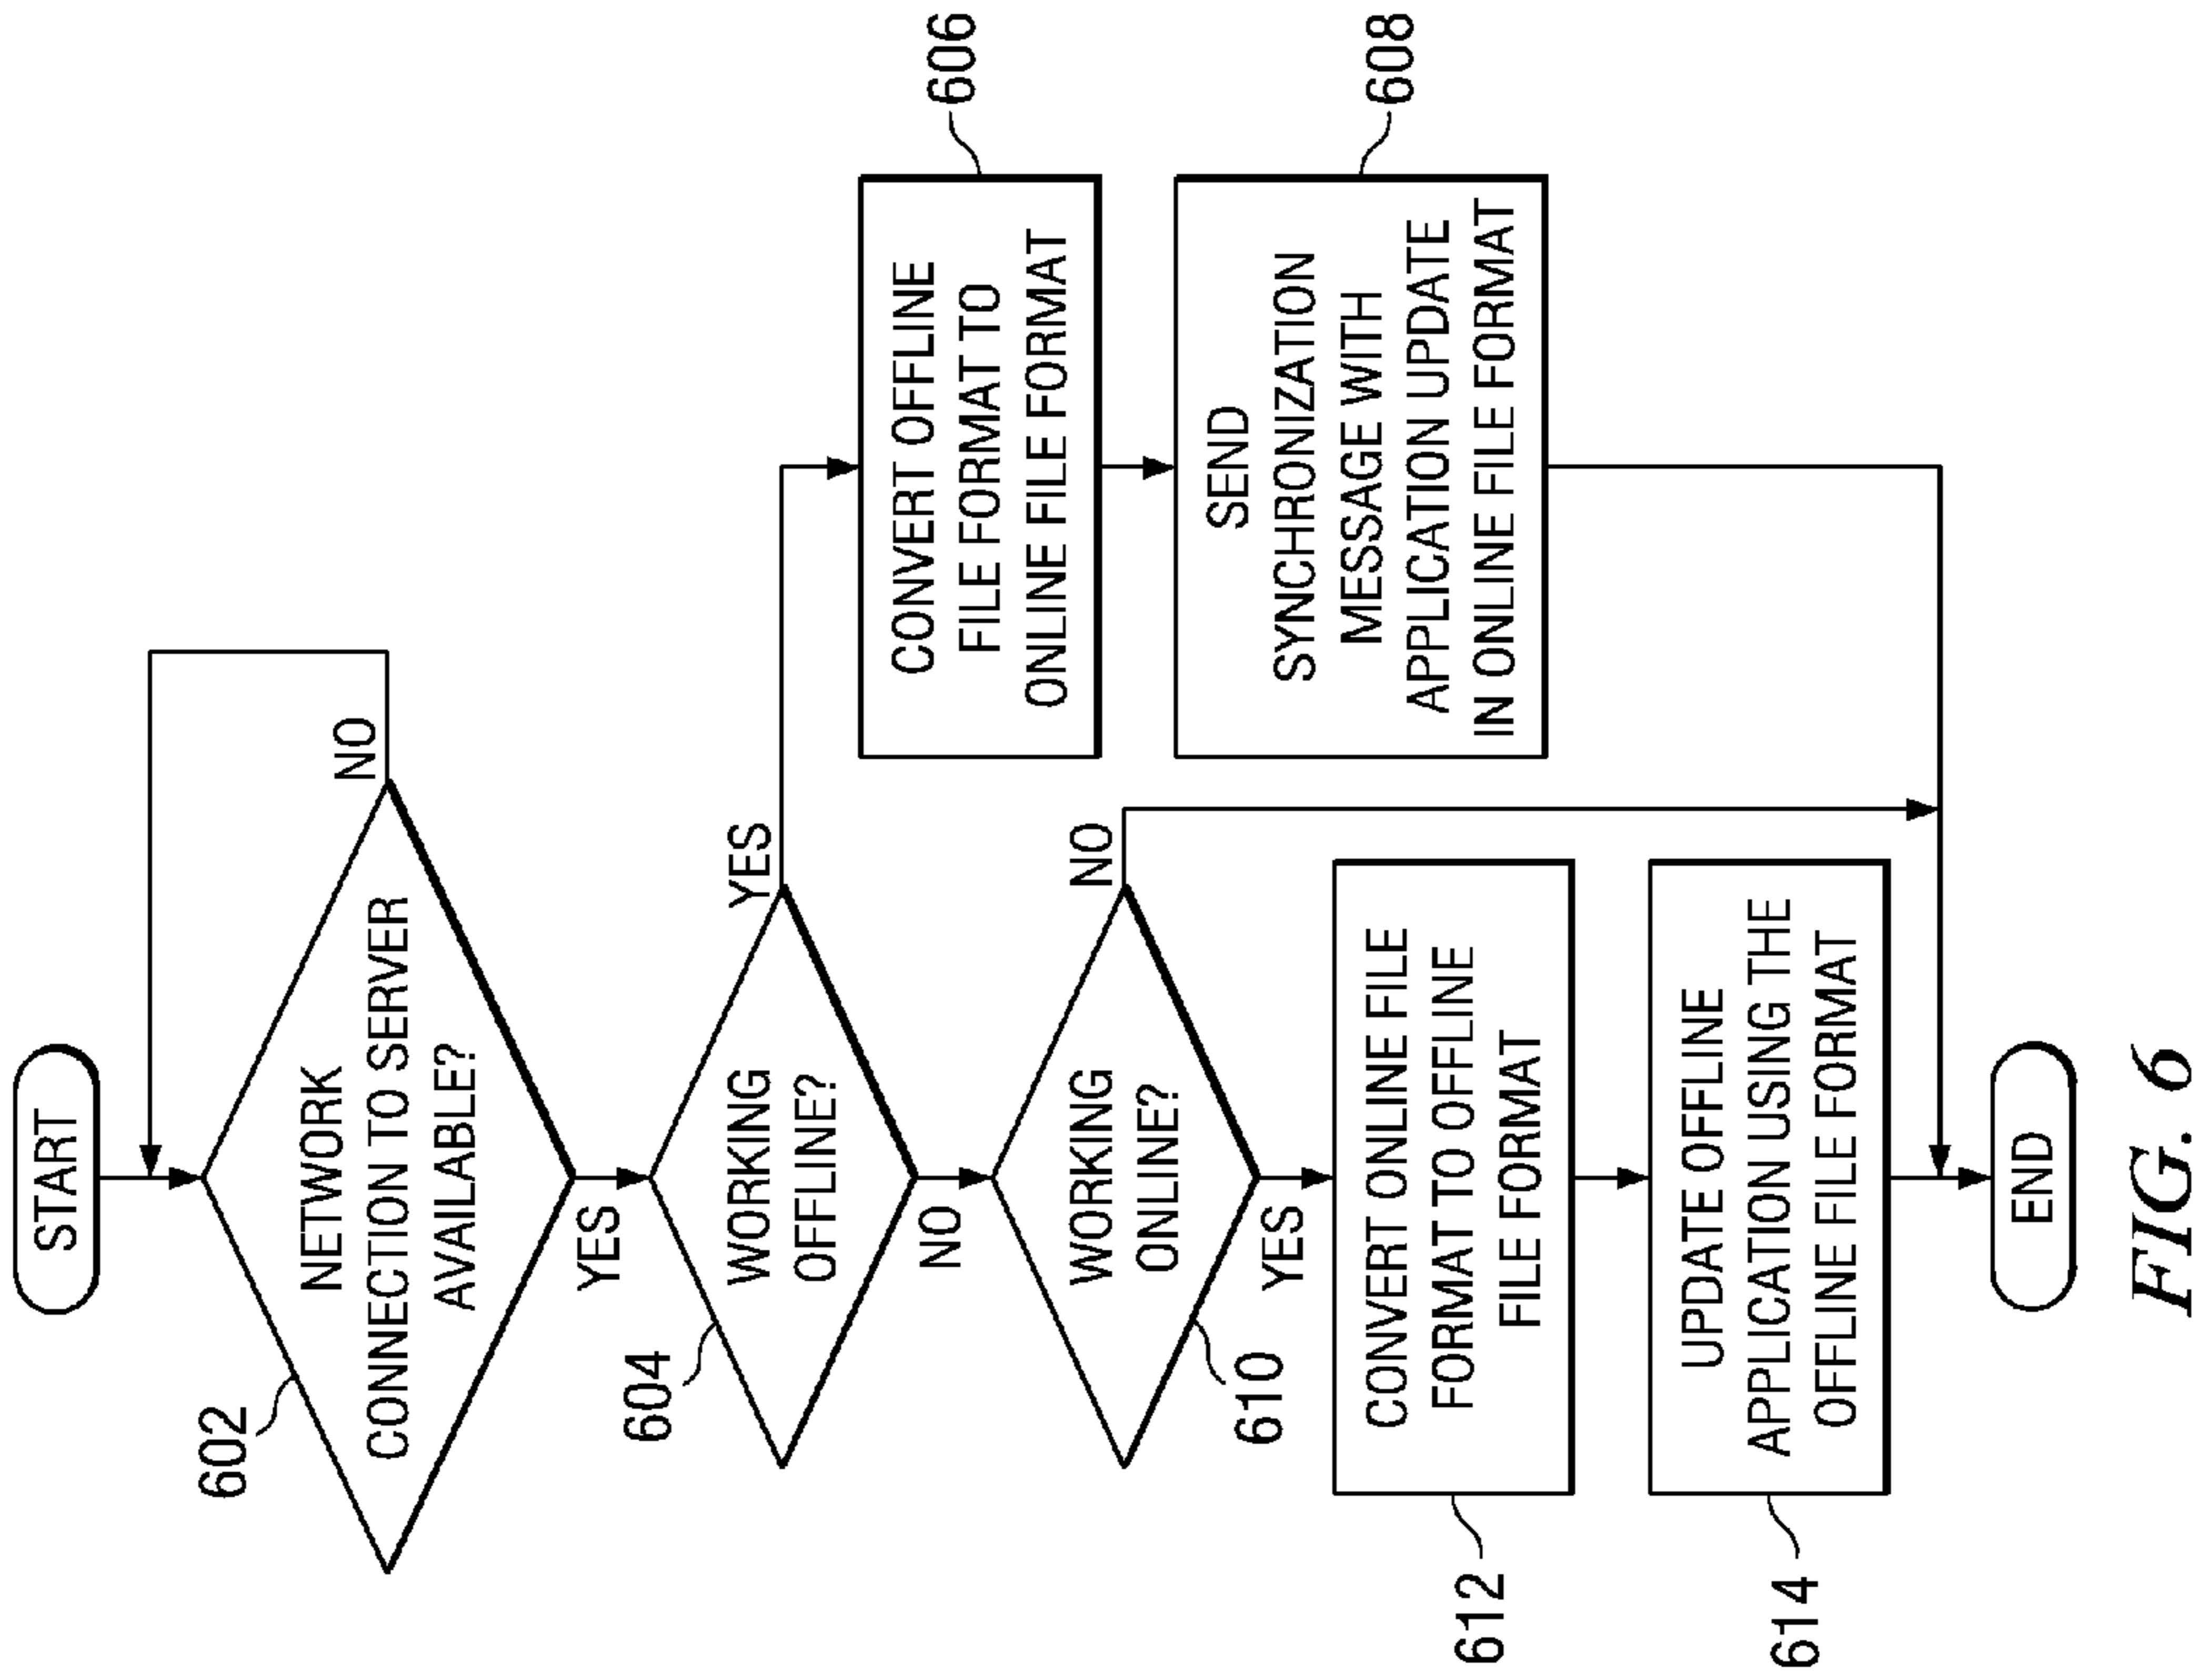 START
NETWORK
CONNECTION TO SERVER
AVAILABLE?
602
NO
YES
WORKING
OFFLINE?
604
YES
NO
CONVERT OFFLINE
FILE FORMAT TO
ONLINE FILE FORMAT
606
SEND
SYNCHRONIZATION
MESSAGE WITH
APPLICATION UPDATE
IN ONLINE FILE FORMAT
608
WORKING
ONLINE?
610
NO
YES
CONVERT ONLINE FILE
FORMAT TO OFFLINE
FILE FORMAT
612
UPDATE OFFLINE
APPLICATION USING THE
OFFLINE FILE FORMAT
614
END
FIG. 6